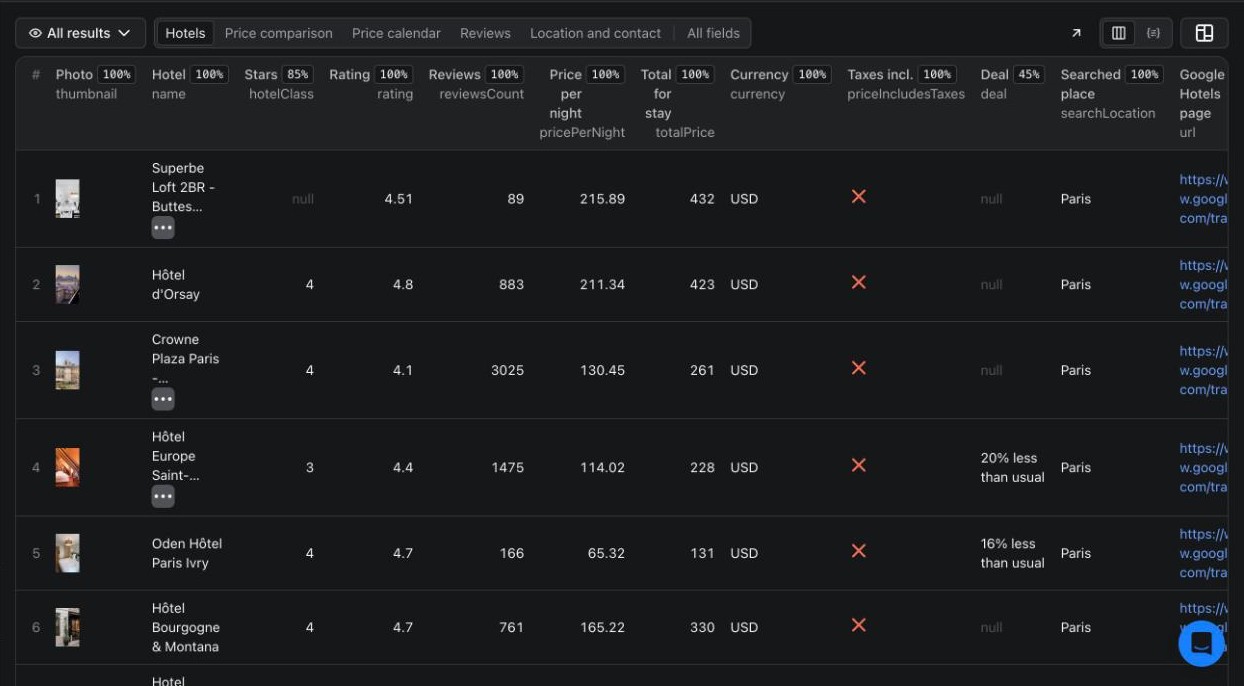 All results
Hotels Price comparison Price calendar Reviews Location and contact All fields
# Photo 100% Hotel 100% Stars 85% Rating 100% Reviews 100% Price 100% Total 100% Currency 100% Taxes incl. 100% Deal 45% Searched 100% Google
thumbnail name hotelClass rating reviewsCount per for currency priceIncludesTaxes deal place Hotels
night stay searchLocation page
pricePerNight totalPrice url
Superbe
Loft 2BR -
Buttes...
1 null 4.51 89 215.89 432 USD null Paris
https://w
w.googl
com/tra
Hôtel
d'Orsay
2 4 4.8 883 211.34 423 USD null Paris
https://w
w.googl
com/tra
Crowne
Plaza Paris
-...
3 4 4.1 3025 130.45 261 USD null Paris
https://w
w.googl
com/tra
Hôtel
Europe
Saint-...
4 3 4.4 1475 114.02 228 USD
20% less
than usual
Paris
https://w
w.googl
com/tra
Oden Hôtel
Paris Ivry
5 4 4.7 166 65.32 131 USD
16% less
than usual
Paris
https://w
w.googl
com/tra
Hôtel
Bourgogne
& Montana
6 4 4.7 761 165.22 330 USD null Paris
https://w
Hotel